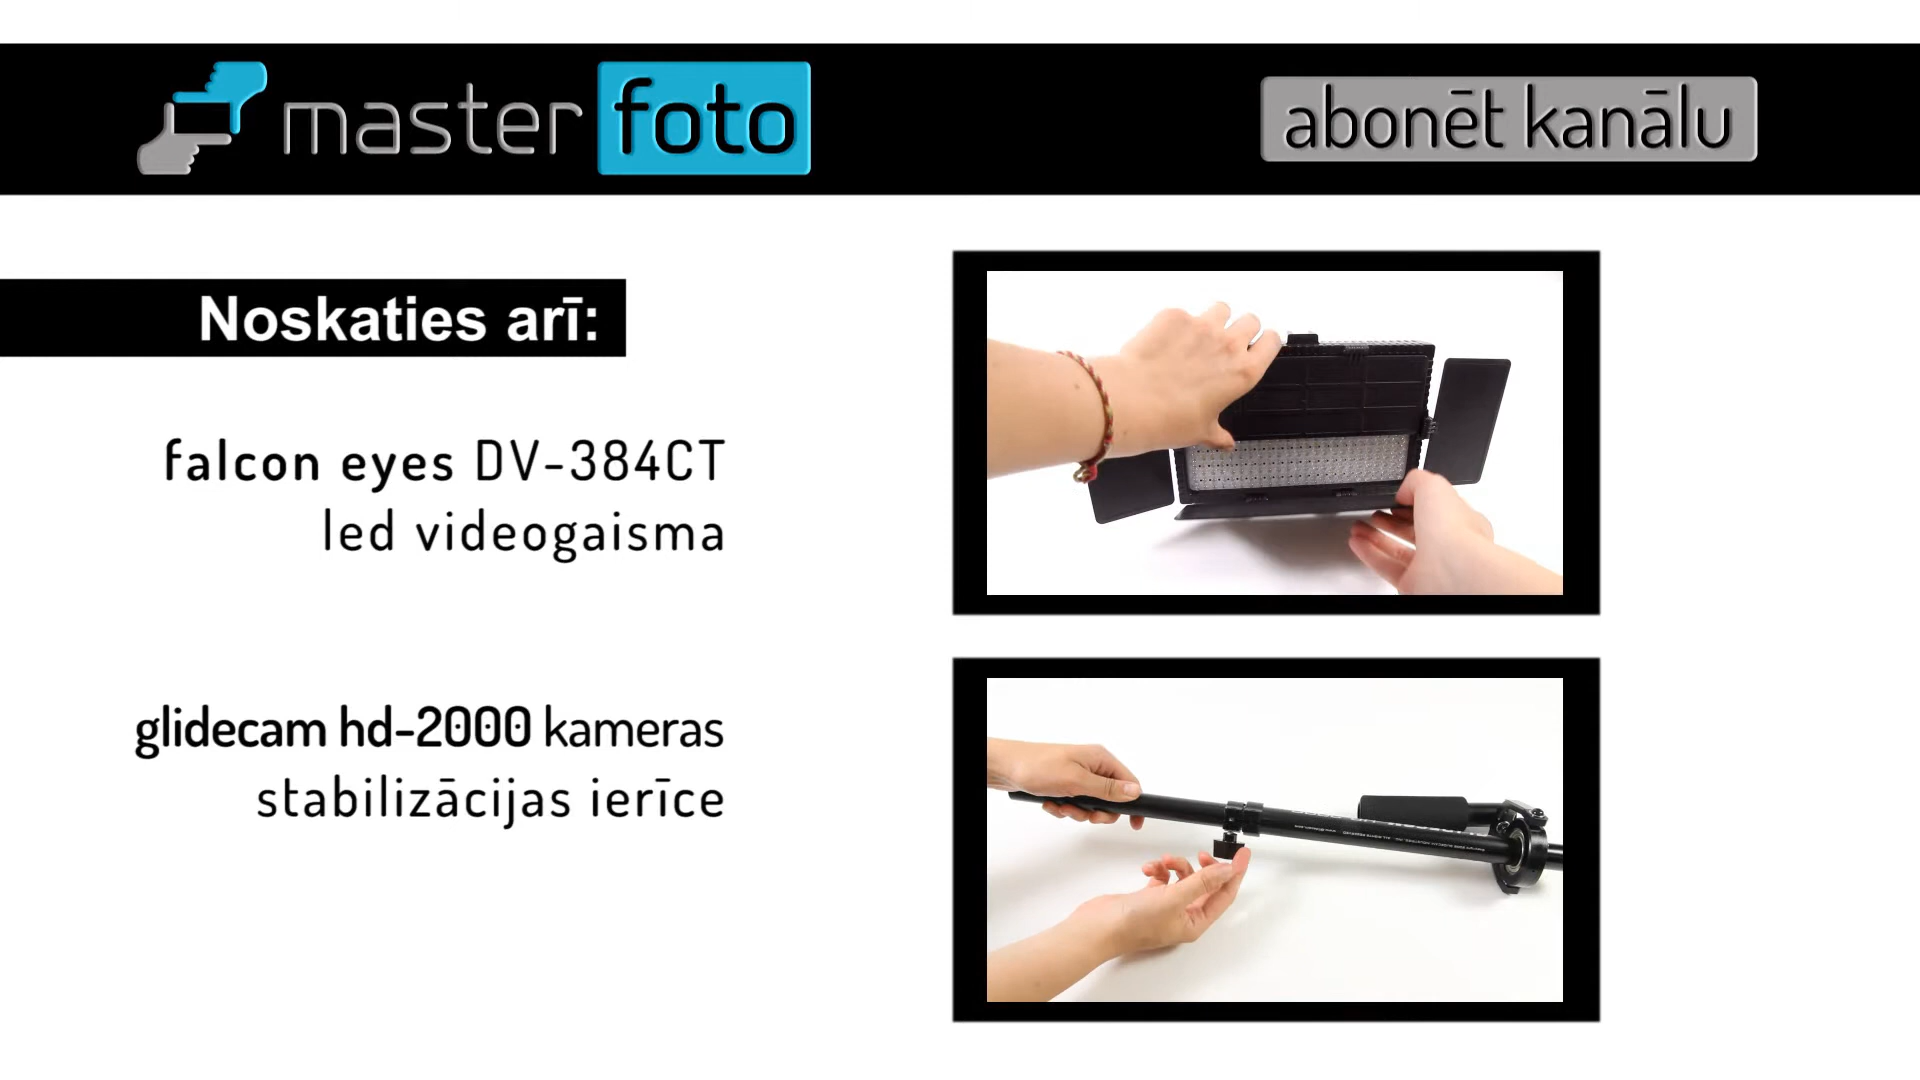 master foto
abonēt kanālu
Noskaties arī:
falcon eyes DV-384CT
led videogaisma
glidecam hd-2000 kameras
stabilizācijas ierīce